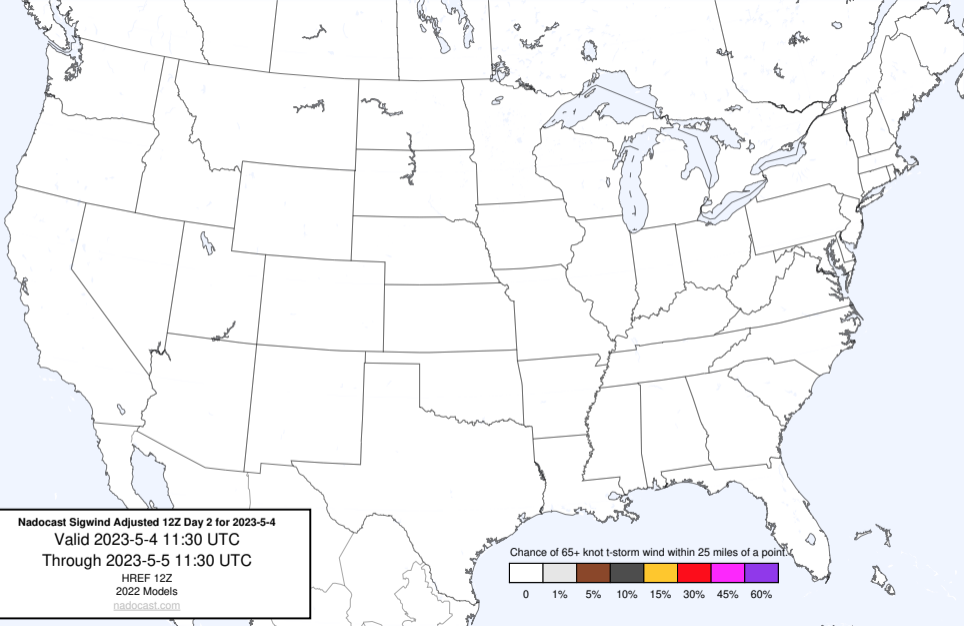 Nadocast Sigwind Adjusted 12Z Day 2 for 2023-5-4
Valid 2023-5-4 11:30 UTC
Through 2023-5-5 11:30 UTC
HREF 12Z
2022 Models
nadocast.com
Chance of 65+ knot t-storm wind within 25 miles of a point.
0 1% 5% 10% 15% 30% 45% 60%